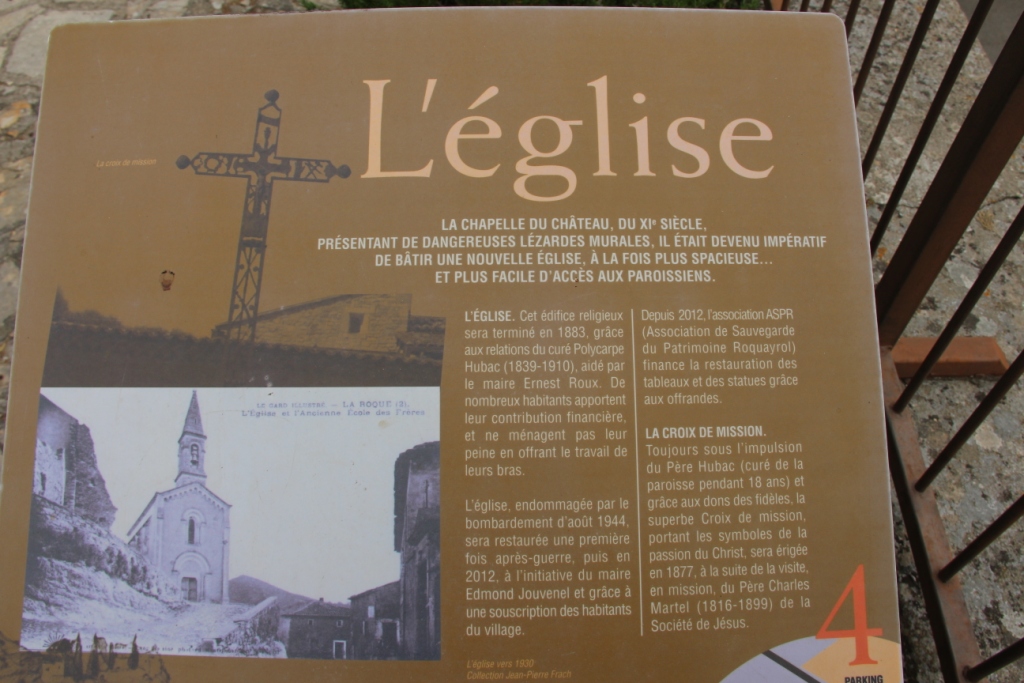 L'église
La croix de mission
LA CHAPELLE DU CHÂTEAU, DU XIe SIÈCLE,
PRÉSENTANT DE DANGEREUSES LÉZARDES MURALES, IL ÉTAIT DEVENU IMPÉRATIF
DE BÂTIR UNE NOUVELLE ÉGLISE, À LA FOIS PLUS SPACIEUSE...
ET PLUS FACILE D'ACCÈS AUX PAROISSIENS.
L'ÉGLISE. Cet édifice religieux
sera terminé en 1883, grâce
aux relations du curé Polycarpe
Hubac (1839-1910), aidé par
le maire Ernest Roux. De
nombreux habitants apportent
leur contribution financière,
et ne ménagent pas leur
peine en offrant le travail de
leurs bras.
L'église, endommagée par le
bombardement d'août 1944,
sera restaurée une première
fois après-guerre, puis en
2012, à l'initiative du maire
Edmond Jouvenel et grâce à
une souscription des habitants
du village.
Depuis 2012, l'association ASPR
(Association de Sauvegarde
du Patrimoine Roquayrol)
finance la restauration des
tableaux et des statues grâce
aux offrandes.
LA CROIX DE MISSION.
Toujours sous l'impulsion
du Père Hubac (curè de la
paroisse pendant 18 ans) et
grâce aux dons des fidèles, la
superbe Croix de mission,
portant les symboles de la
passion du Christ, sera érigée
en 1877, à la suite de la visite,
en mission, du Père Charles
Martel (1816-1899) de la
Société de Jésus.
LE GARD ILLUSTRÉ — LA ROQUE (3).
L'Église et l'Ancienne École des Frères
L'église vers 1930
Collection Jean-Pierre Frach
4
PARKING